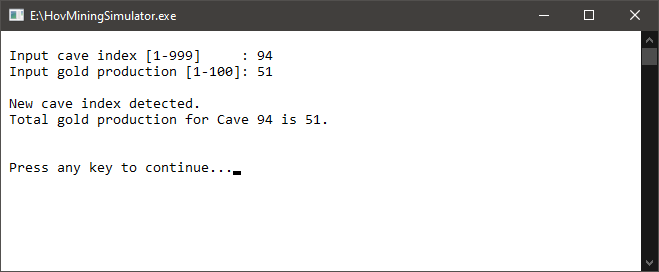 E:\HovMiningSimulator.exe
Input cave index [1-999]     : 94
Input gold production [1-100]: 51
New cave index detected.
Total gold production for Cave 94 is 51.
Press any key to continue...